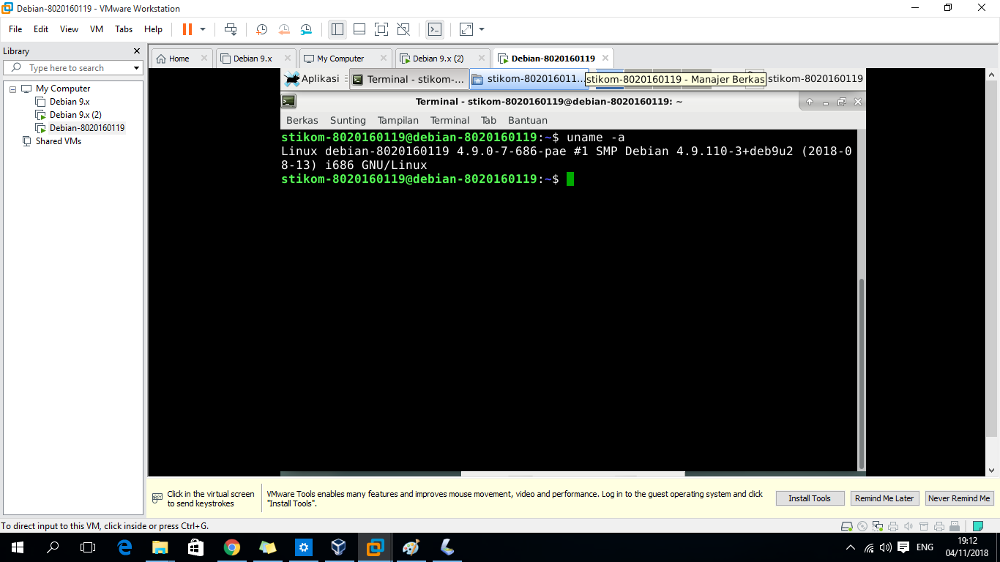 Debian-8020160119 - VMware Workstation
File Edit View VM Tabs Help
Library
Type here to search
My Computer
Debian 9.x
Debian 9.x (2)
Debian-8020160119
Shared VMs
Home Debian 9.x My Computer Debian 9.x (2) Debian-8020160119
Aplikasi Terminal - stikom-... stikom-802016011... stikom-8020160119 - Manajer Berkas stikom-8020160119
Terminal - stikom-8020160119@debian-8020160119: ~
Berkas Sunting Tampilan Terminal Tab Bantuan
stikom-8020160119@debian-8020160119:~$ uname -a
Linux debian-8020160119 4.9.0-7-686-pae #1 SMP Debian 4.9.110-3+deb9u2 (2018-0
8-13) i686 GNU/Linux
stikom-8020160119@debian-8020160119:~$
Click in the virtual screen
to send keystrokes
VMware Tools enables many features and improves mouse movement, video and performance. Log in to the guest operating system and click
"Install Tools".
Install Tools Remind Me Later Never Remind Me
To direct input to this VM, click inside or press Ctrl+G.
ENG
19:12
04/11/2018